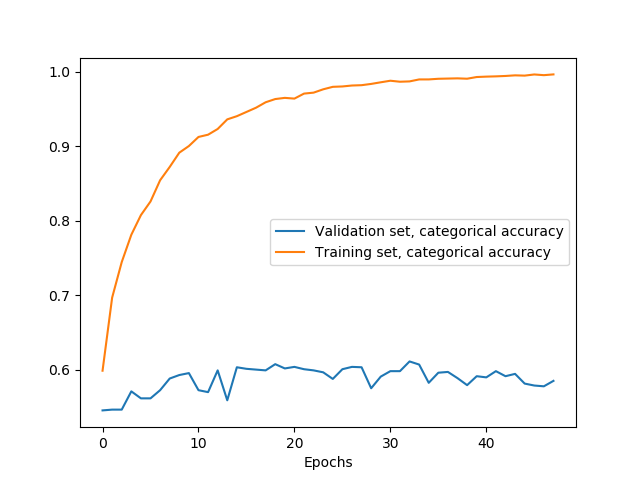 1.0
0.9
0.8
0.7
0.6
Validation set, categorical accuracy
Training set, categorical accuracy
0 10 20 30 40
Epochs